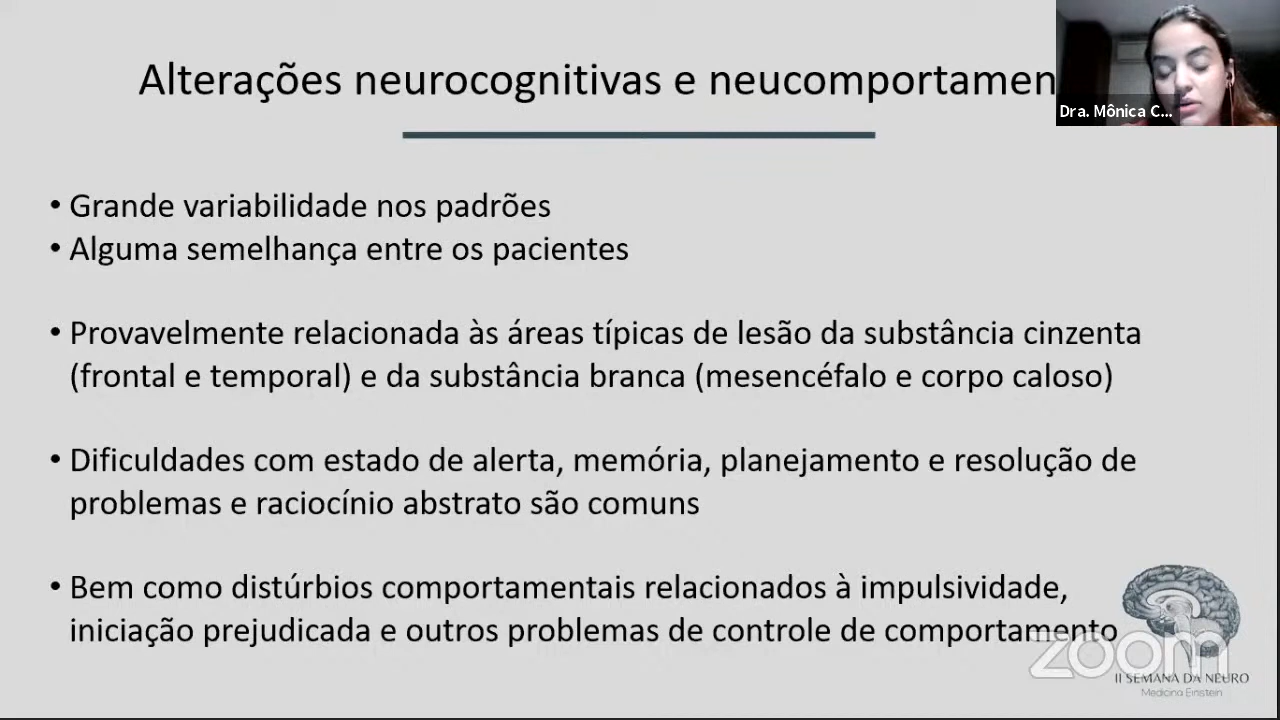 Alterações neurocognitivas e neucomportamen
Dra. Mônica C...
• Grande variabilidade nos padrões
• Alguma semelhança entre os pacientes
• Provavelmente relacionada às áreas típicas de lesão da substância cinzenta
(frontal e temporal) e da substância branca (mesencéfalo e corpo caloso)
• Dificuldades com estado de alerta, memória, planejamento e resolução de
problemas e raciocínio abstrato são comuns
• Bem como distúrbios comportamentais relacionados à impulsividade,
iniciação prejudicada e outros problemas de controle de comportamento
zoom
II SEMANA DA NEURO
Medicina Einstein